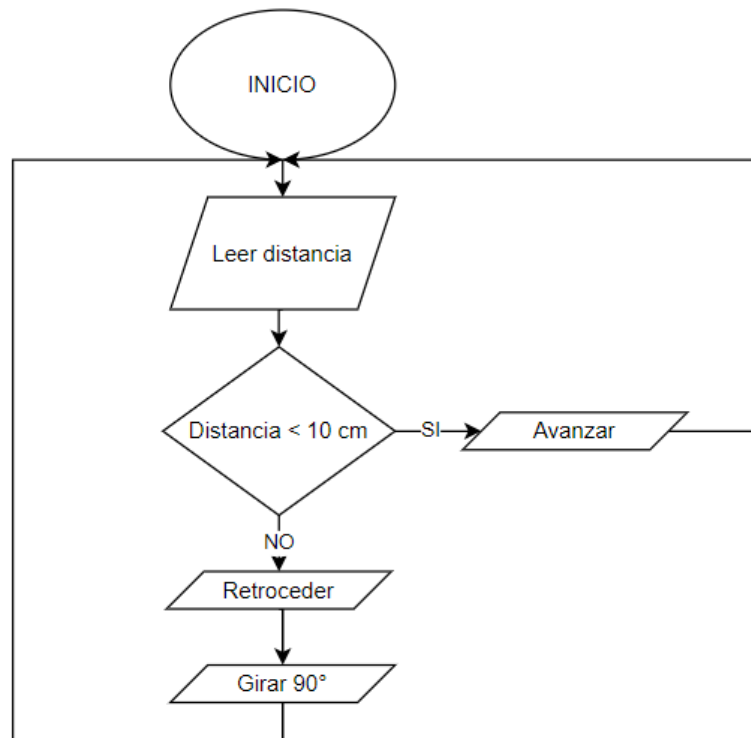 INICIO
Leer distancia
Distancia < 10 cm
SI
Avanzar
NO
Retroceder
Girar 90°